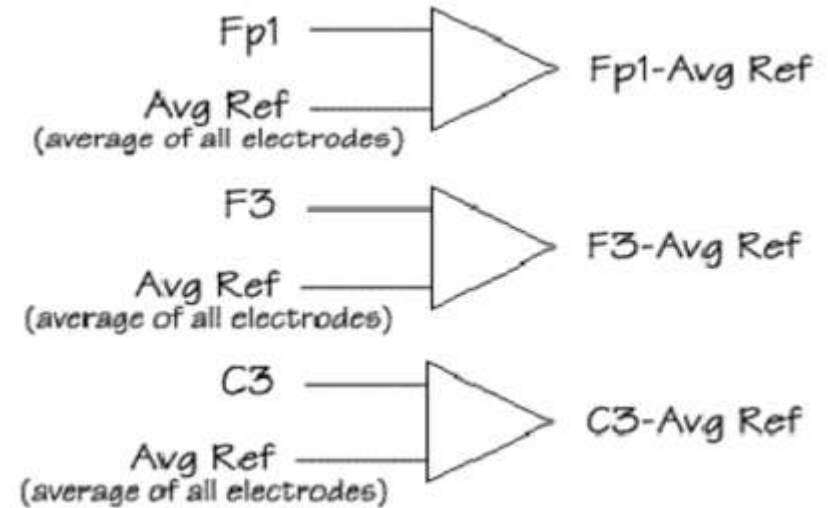 Fp1
Avg Ref
(average of all electrodes)
Fp1-Avg Ref
F3
Avg Ref
(average of all electrodes)
F3-Avg Ref
C3
Avg Ref
(average of all electrodes)
C3-Avg Ref